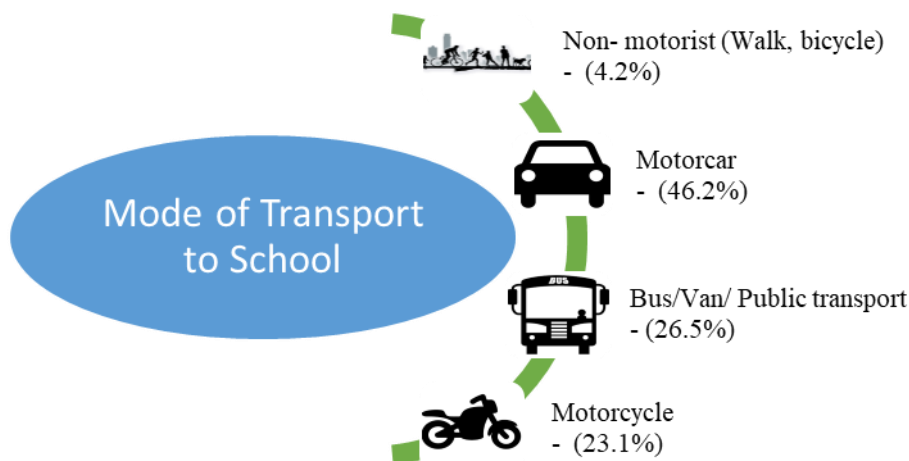 Non- motorist (Walk, bicycle)
- (4.2%)
Motorcar
- (46.2%)
Mode of Transport
to School
BUS
Bus/Van/ Public transport
- (26.5%)
Motorcycle
- (23.1%)